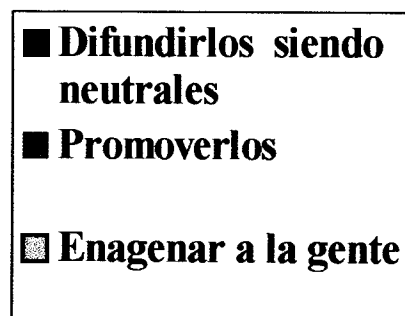 Difundirlos siendo
neutrales
Promoverlos
Enagenar a la gente